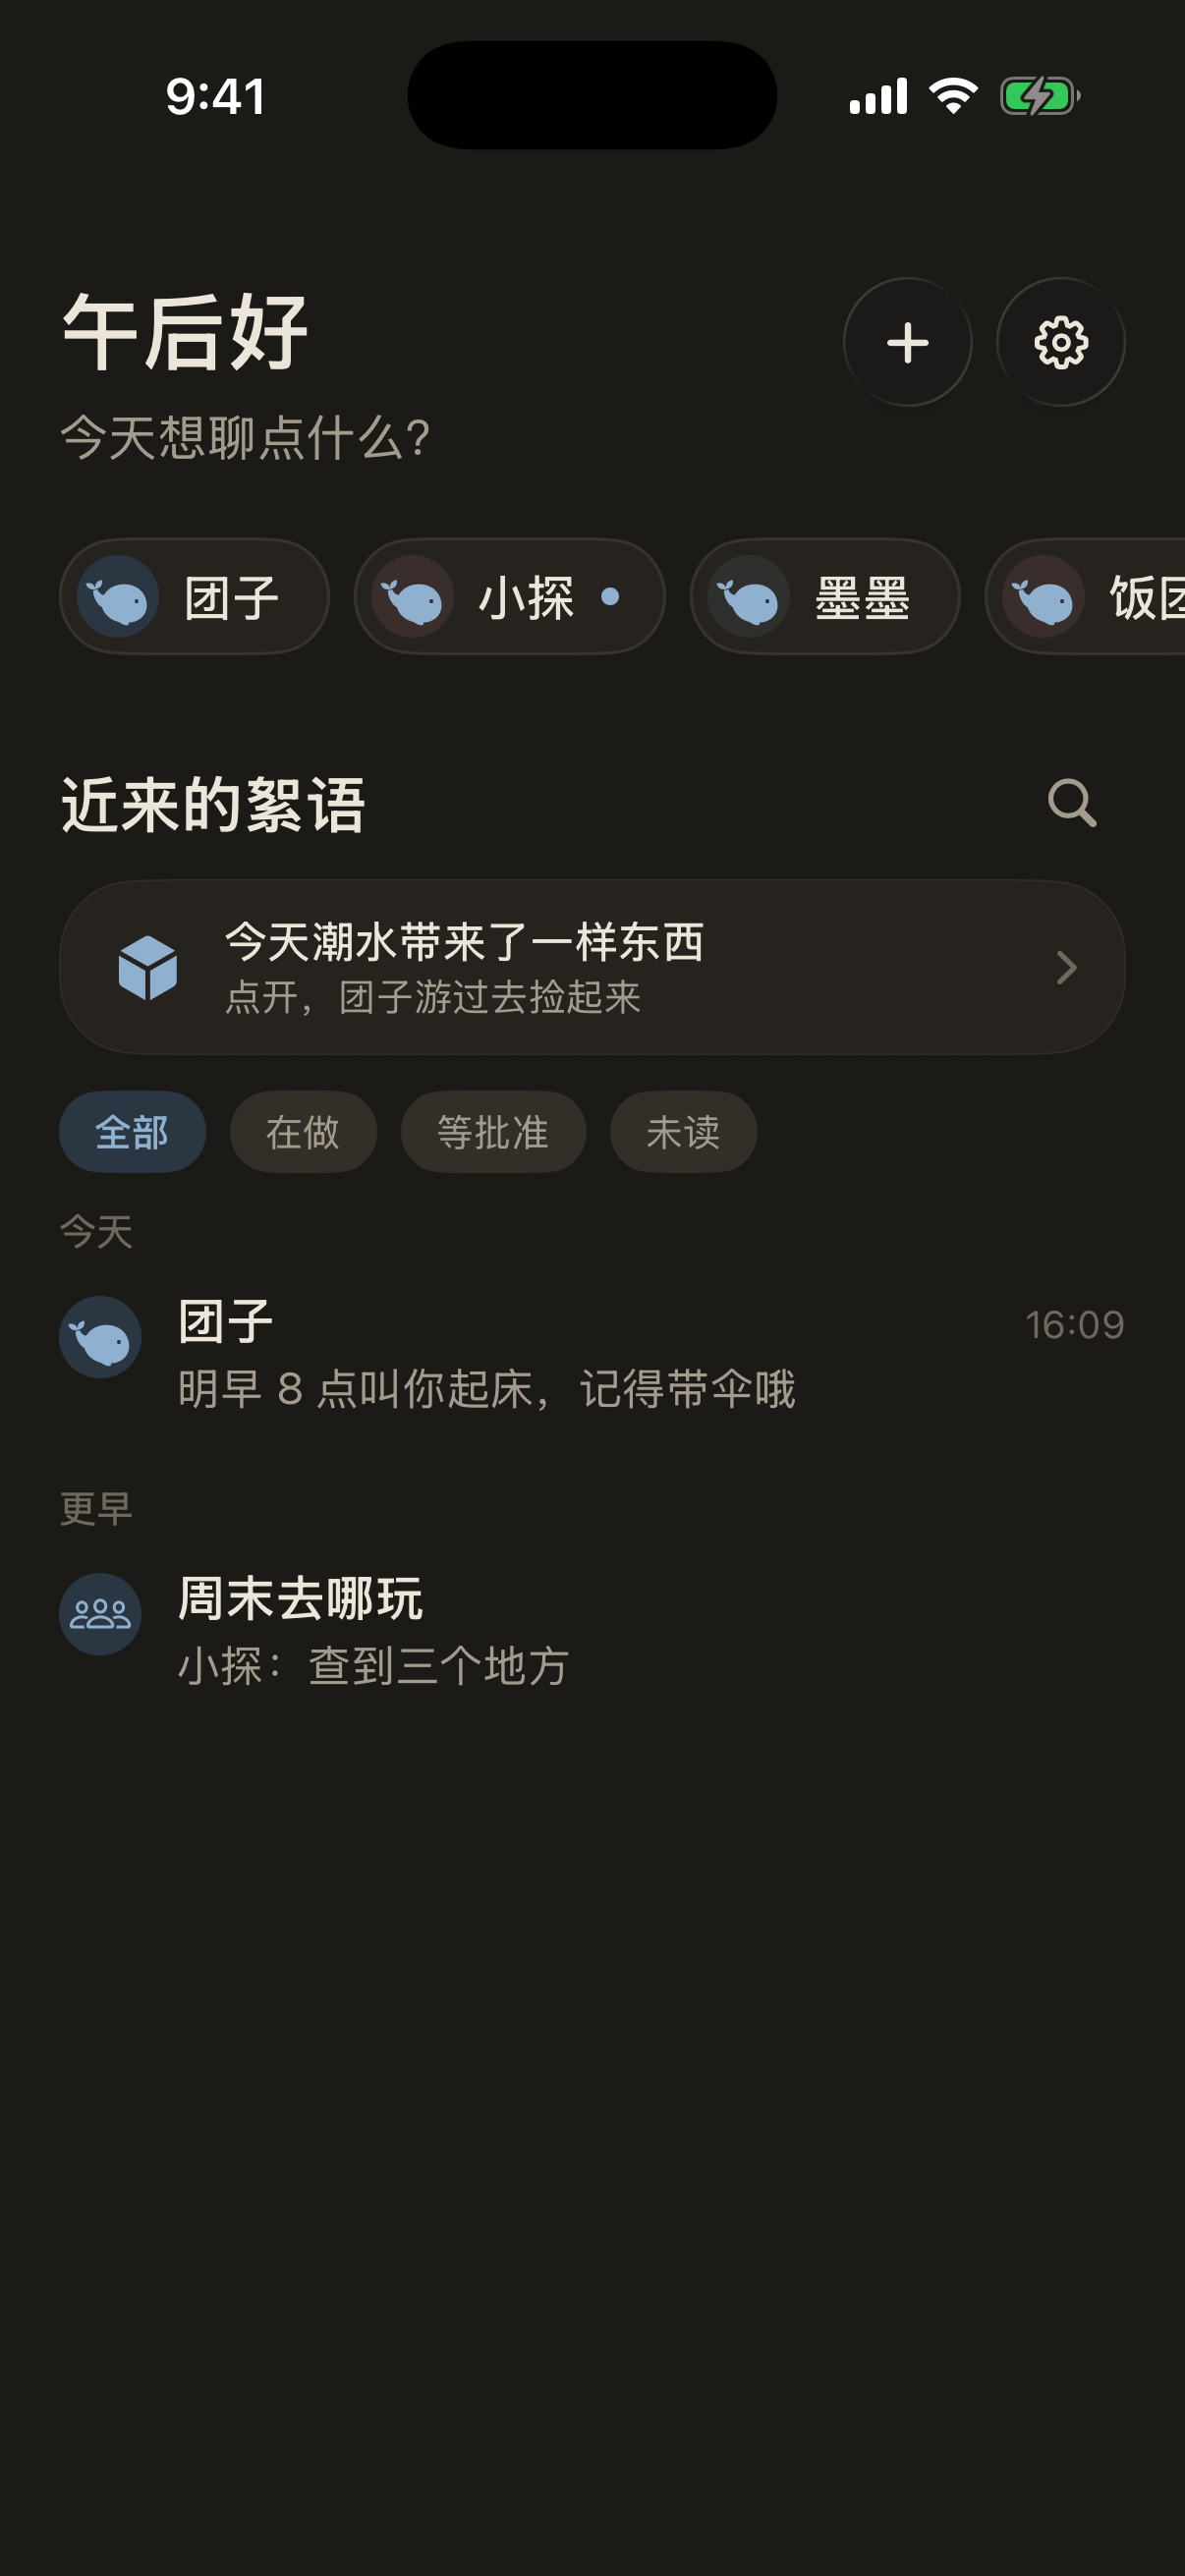 9:41
午后好
今天想聊点什么?
团子
小探
墨墨
饭团
近来的絮语
今天潮水带来了一样东西
点开，团子游过去捡起来
全部
在做
等批准
未读
今天
团子
16:09
明早 8 点叫你起床，记得带伞哦
更早
周末去哪玩
小探：查到三个地方